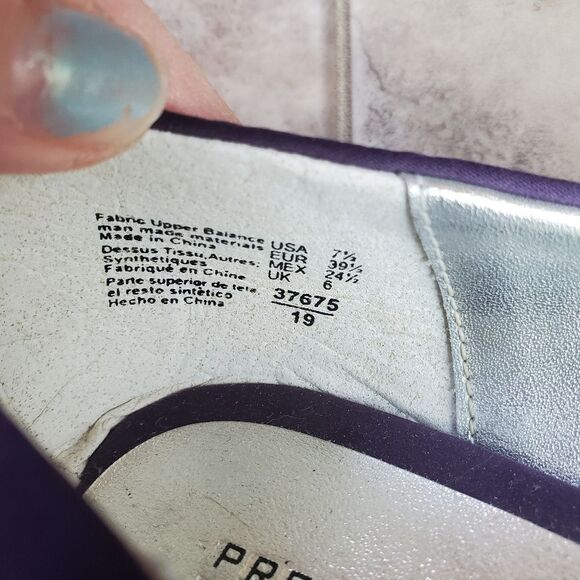 Fabric Upper Balance
man made materials
Made in China
Dessus Tissu, Autres:
Synthetiques
Fabriqué en Chine
Parte superior de tela
el resto sintético
Hecho en China
USA 7½
EUR 39½
MEX 24½
UK 6
37675
19
PRE